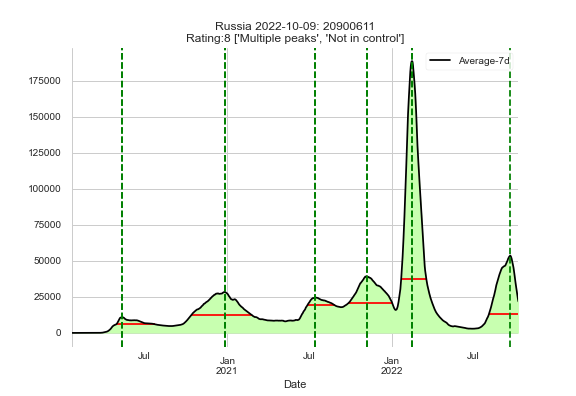 Russia 2022-10-09: 20900611
Rating:8 ['Multiple peaks', 'Not in control']
Average-7d
175000
150000
125000
100000
75000
50000
25000
0
Jul
Jan
2021
Jul
Jan
2022
Jul
Date